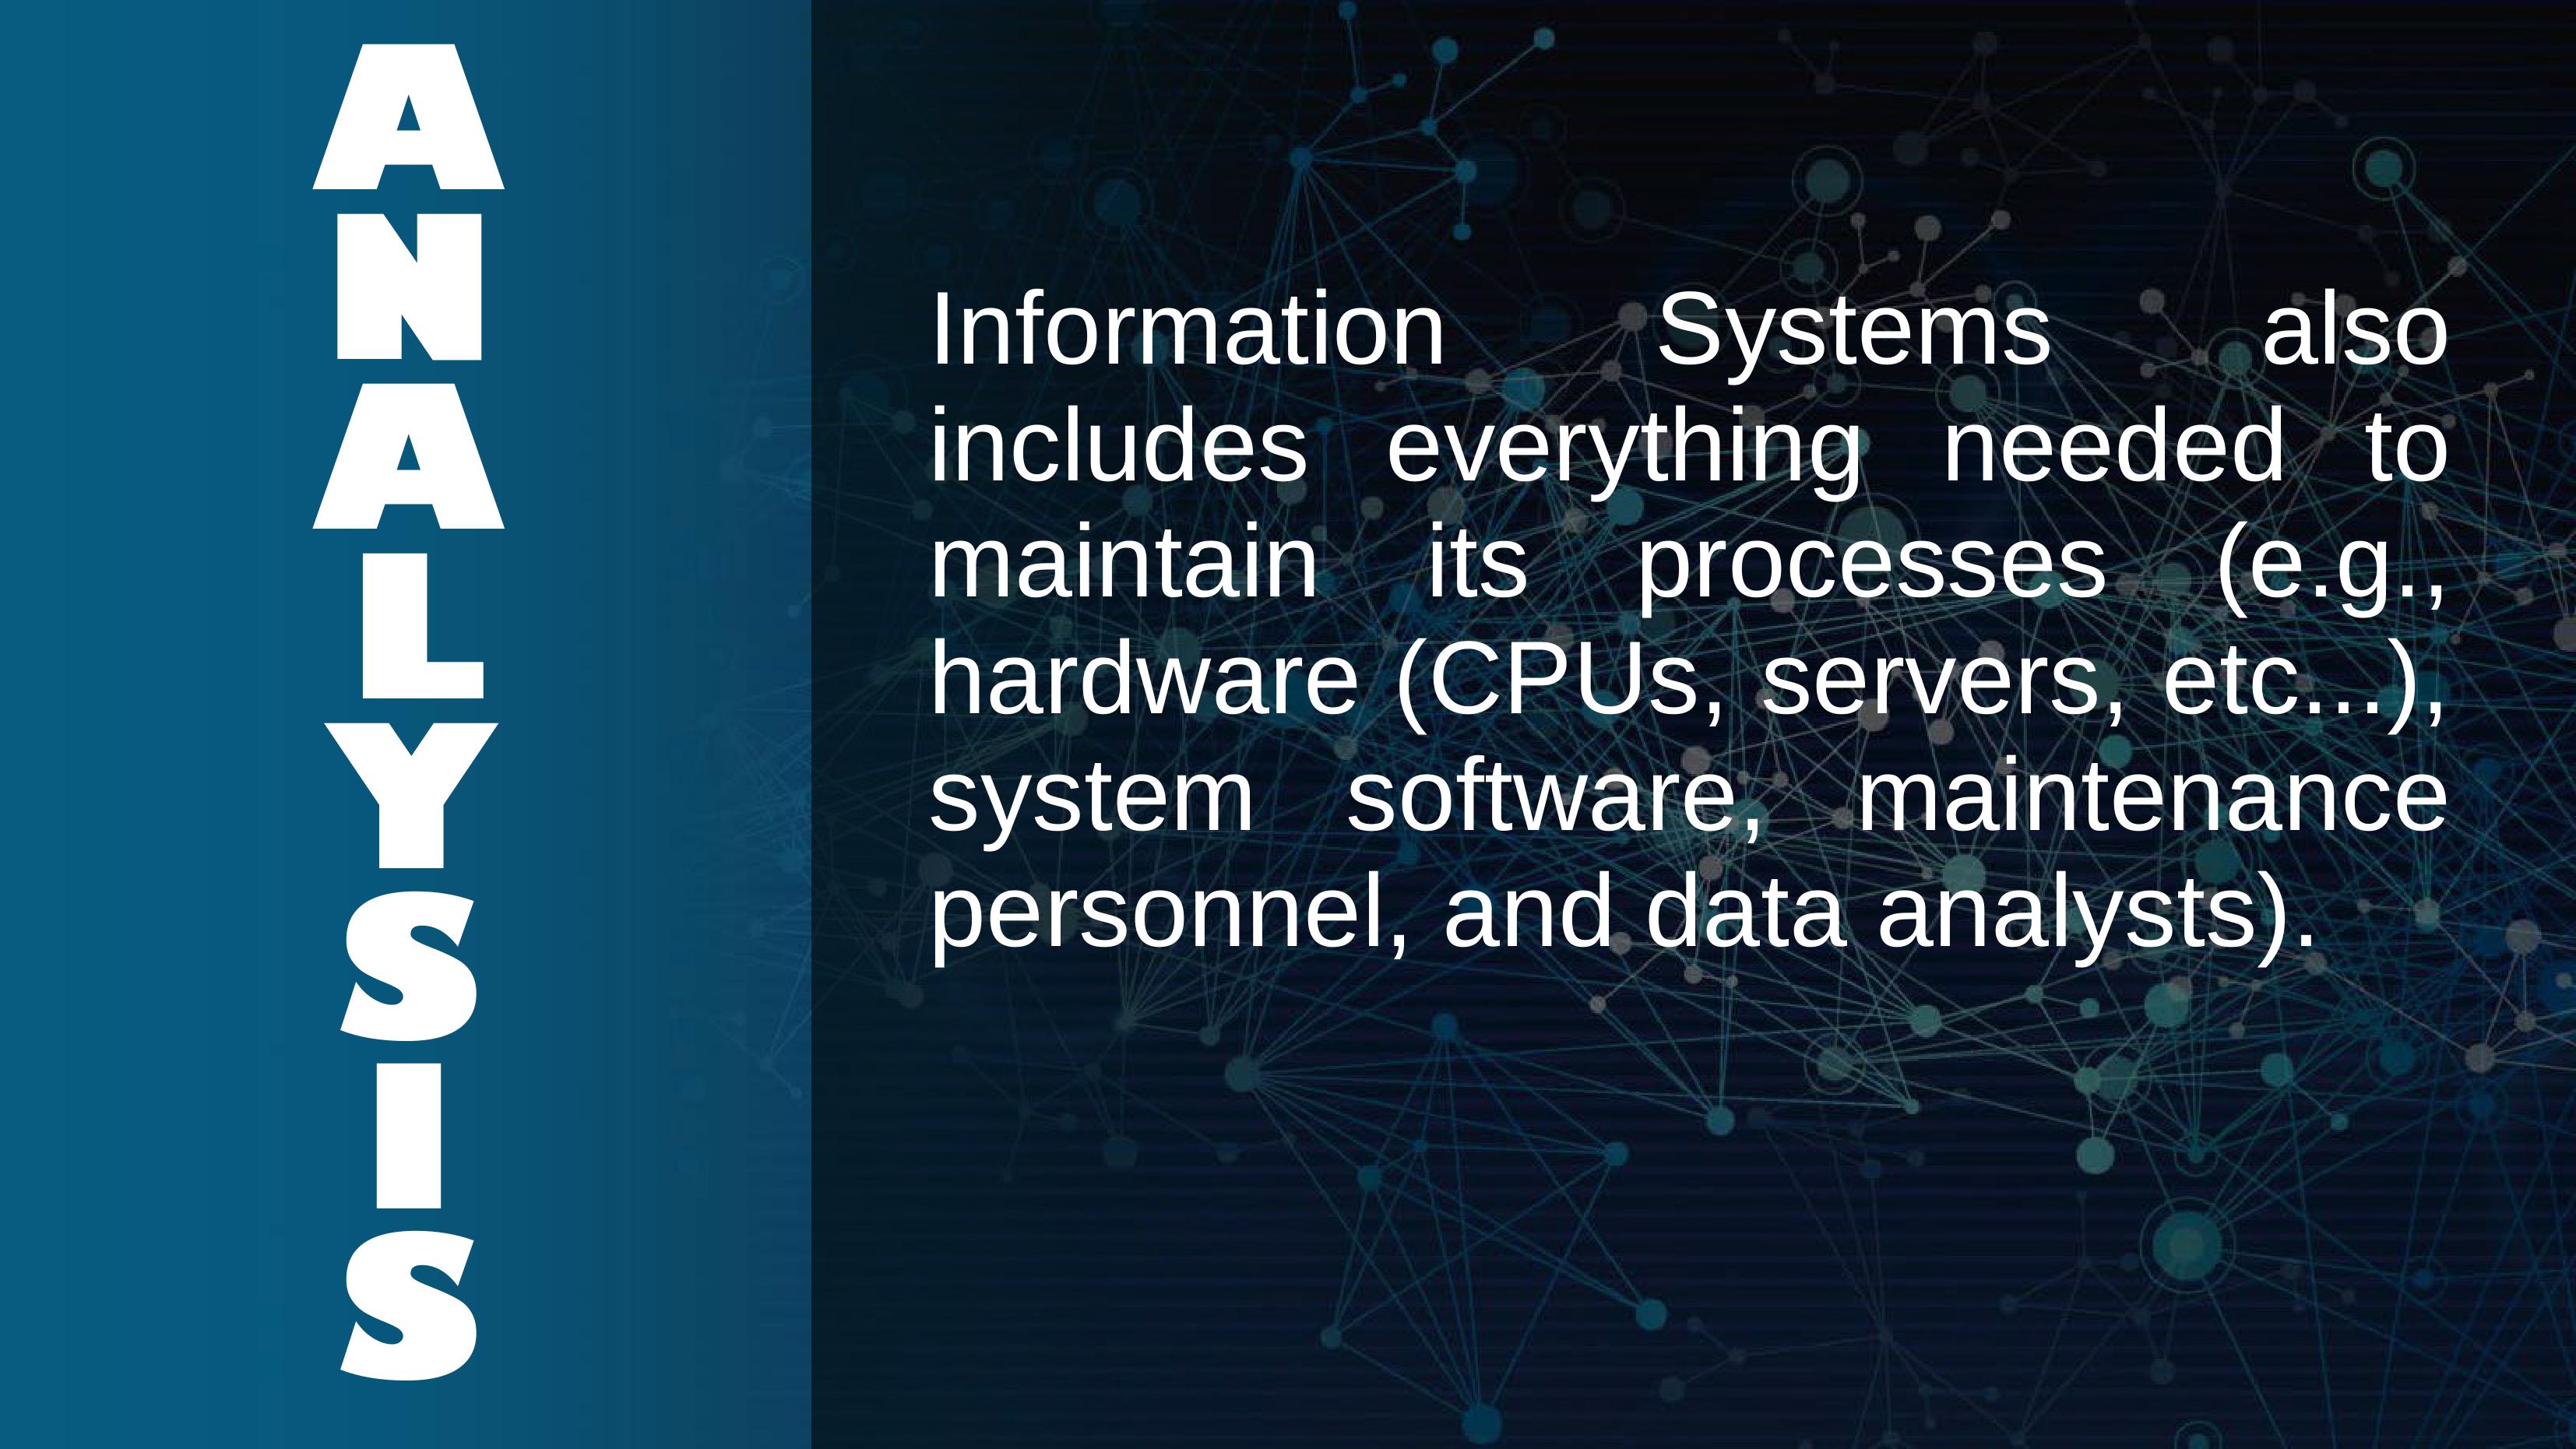 A
N
A
L
Y
S
I
S
Information Systems also
includes everything needed to
maintain its processes (e.g.,
hardware (CPUs, servers, etc...),
system software, maintenance
personnel, and data analysts).